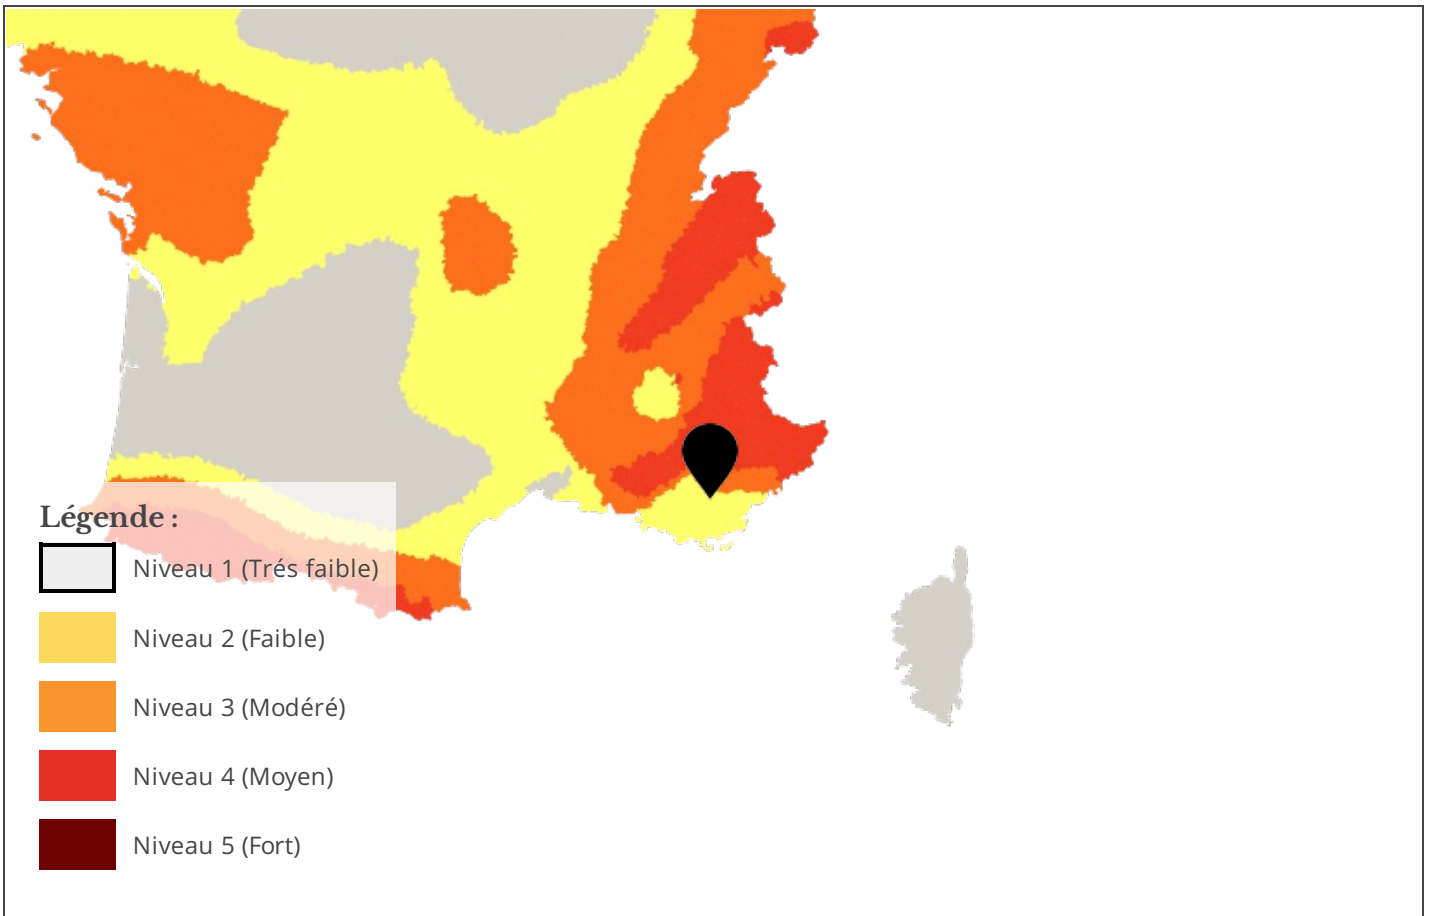 Légende :
Niveau 1 (Trés faible)
Niveau 2 (Faible)
Niveau 3 (Modéré)
Niveau 4 (Moyen)
Niveau 5 (Fort)